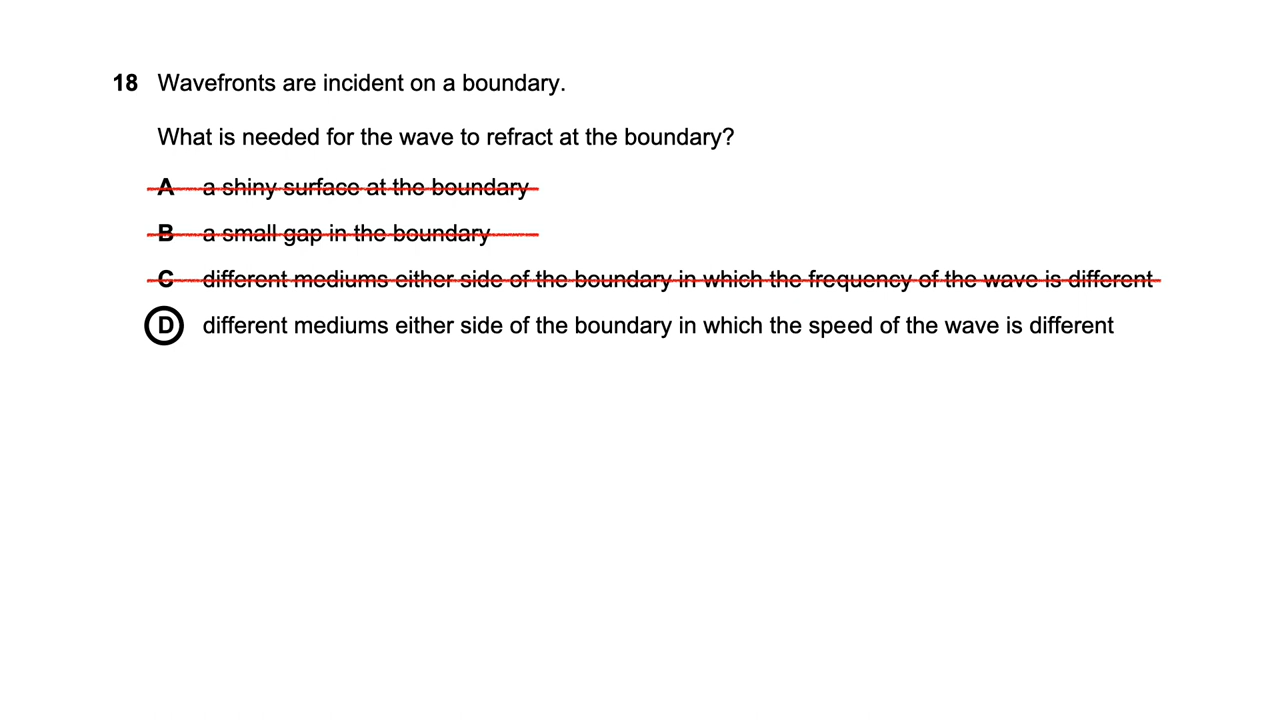 18 Wavefronts are incident on a boundary.
What is needed for the wave to refract at the boundary?
A a shiny surface at the boundary
B a small gap in the boundary
C different mediums either side of the boundary in which the frequency of the wave is different
D different mediums either side of the boundary in which the speed of the wave is different